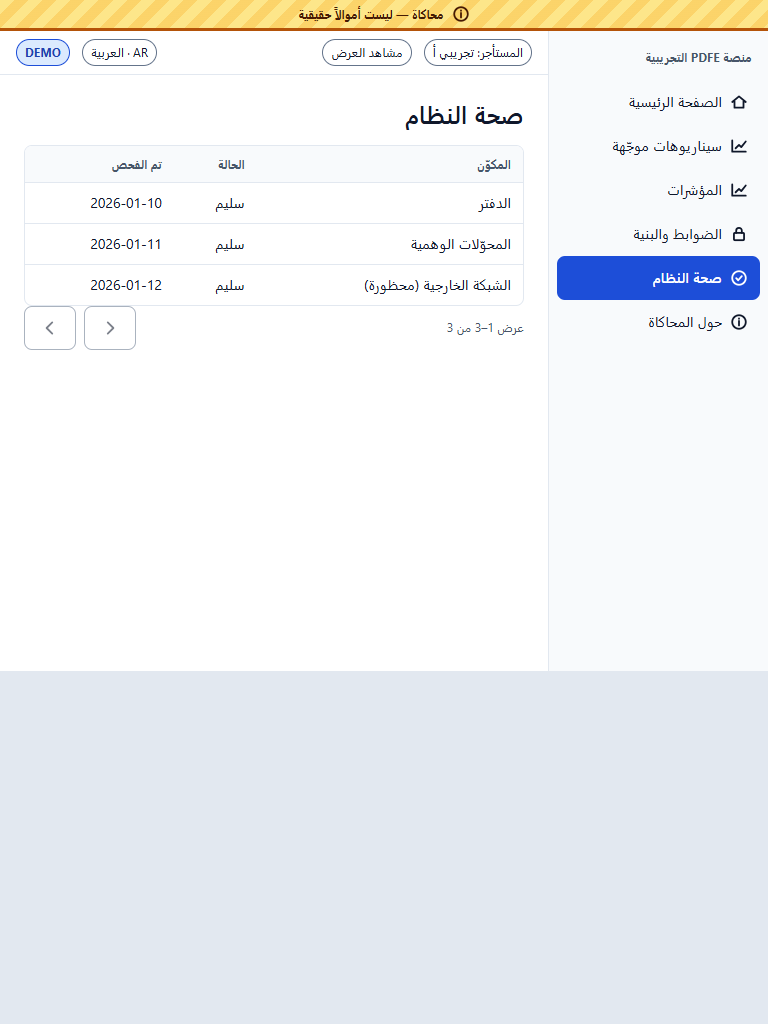 محاكاة — ليست أموالاً حقيقية
منصة PDFE التجريبية
الصفحة الرئيسية
سيناريوهات موجّهة
المؤشرات
الضوابط والبنية
صحة النظام
حول المحاكاة
المستأجر: تجريبي أ
مشاهد العرض
AR · العربية
DEMO
صحة النظام
المكوّن الحالة تم الفحص
الدفتر سليم 2026-01-10
المحوّلات الوهمية سليم 2026-01-11
الشبكة الخارجية (محظورة) سليم 2026-01-12
عرض 1–3 من 3